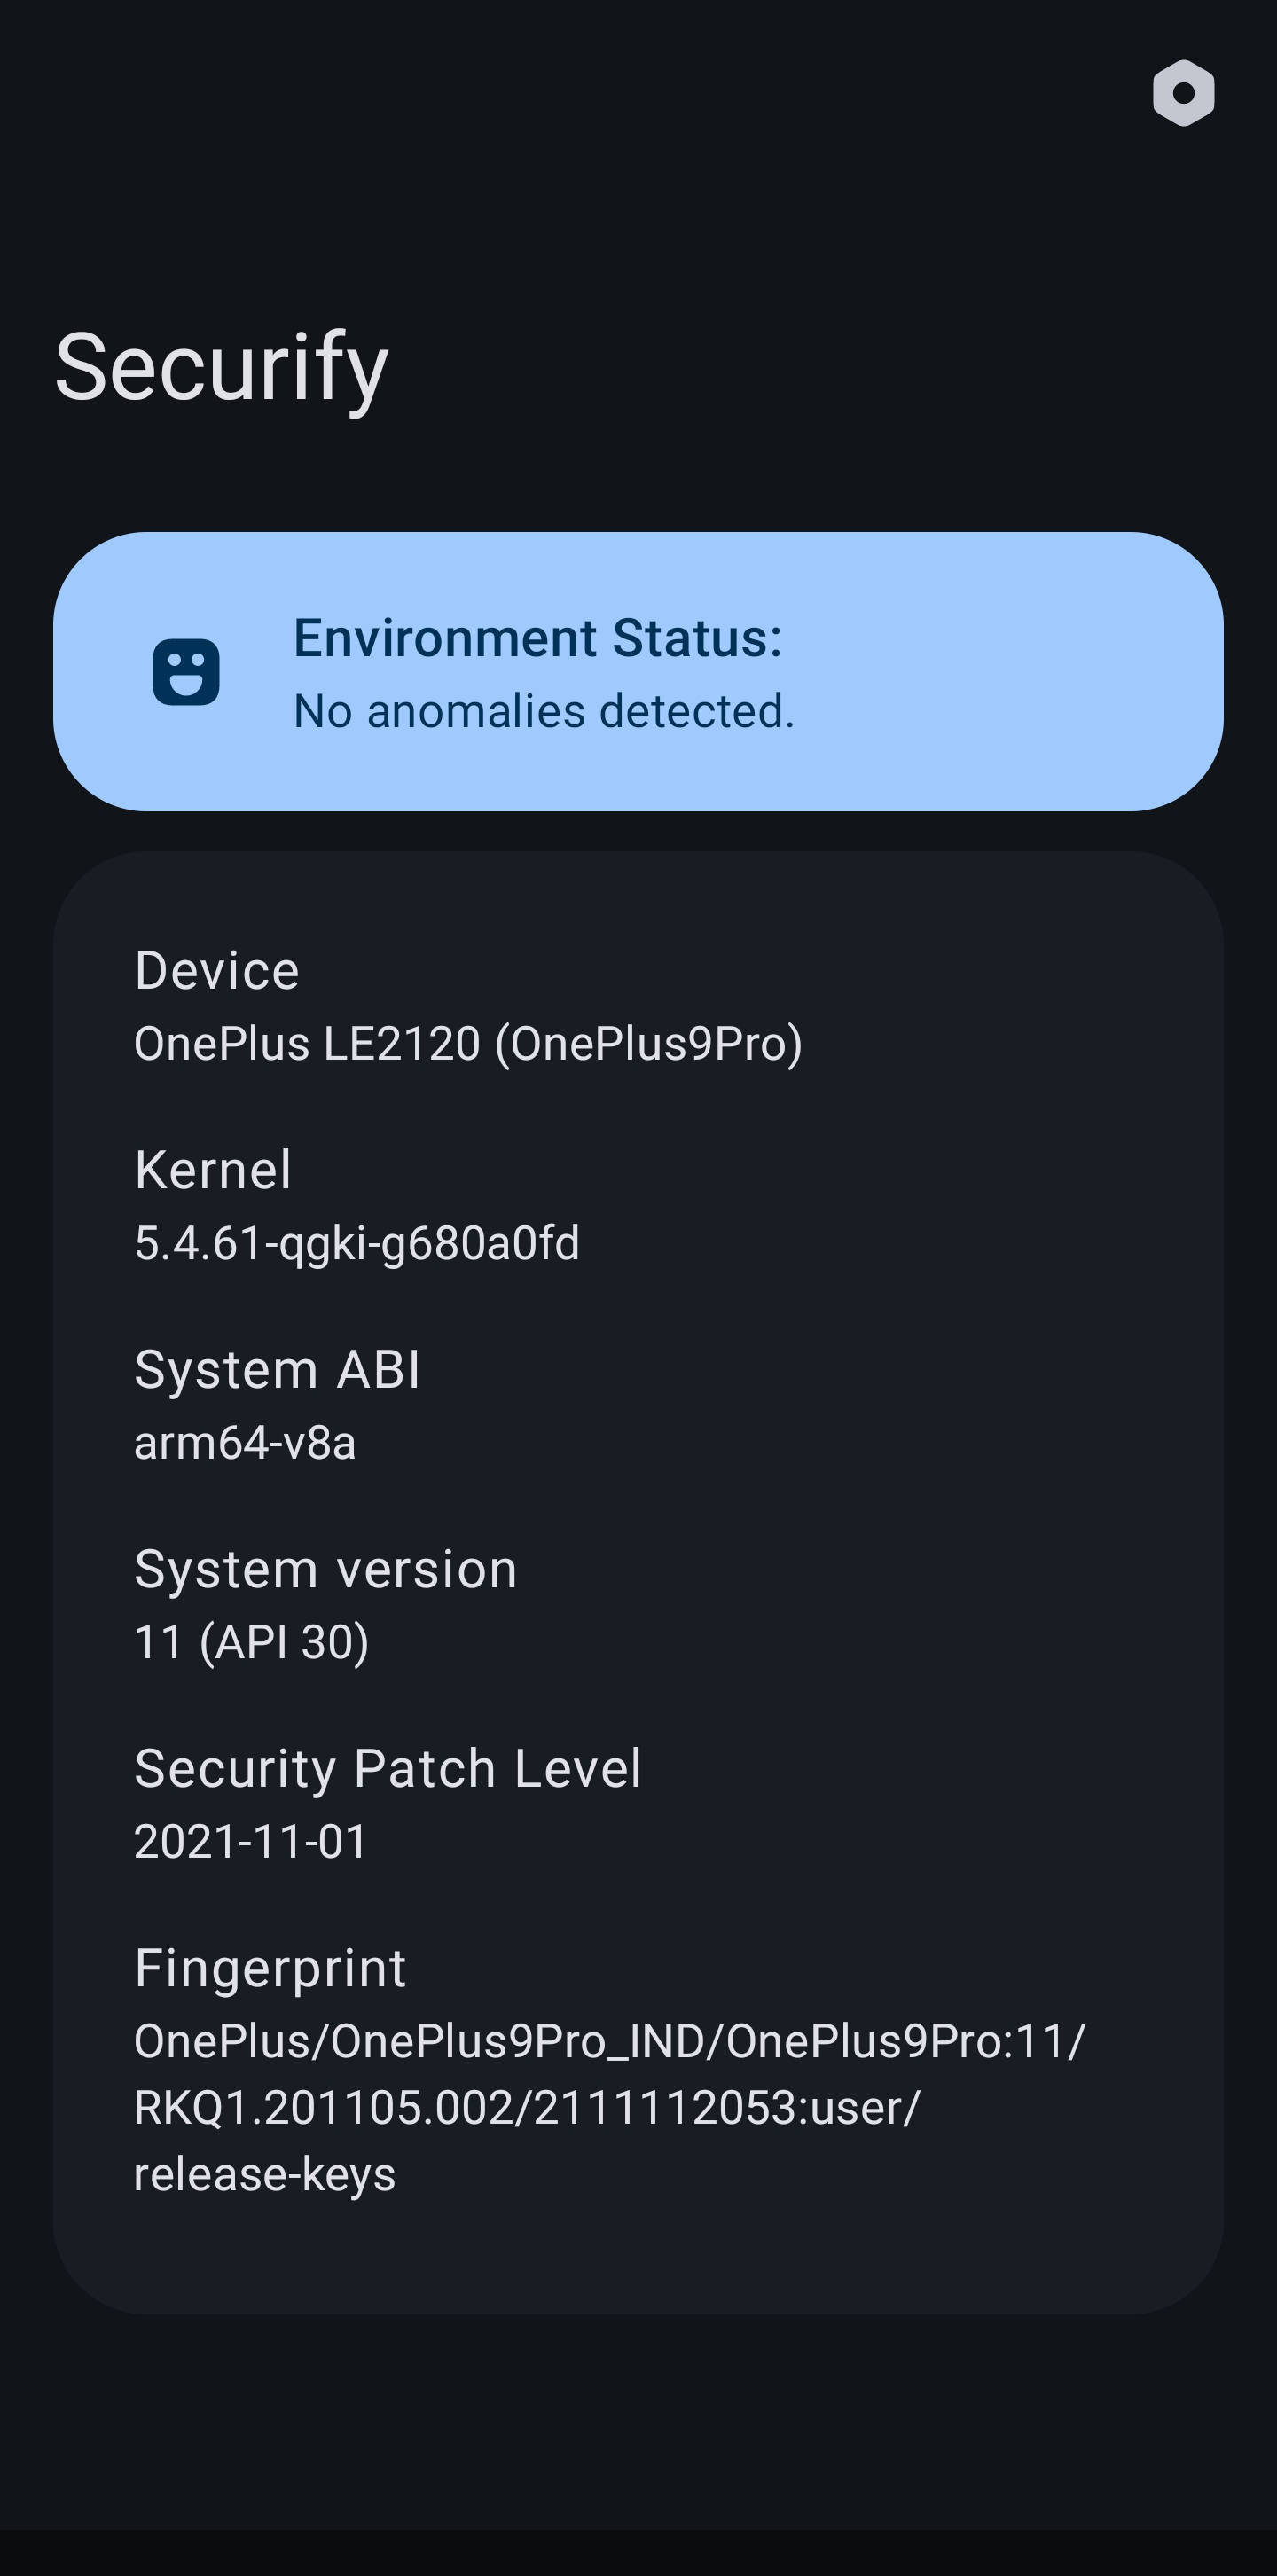 Securify
Environment Status:
No anomalies detected.
Device
OnePlus LE2120 (OnePlus9Pro)
Kernel
5.4.61-qgki-g680a0fd
System ABI
arm64-v8a
System version
11 (API 30)
Security Patch Level
2021-11-01
Fingerprint
OnePlus/OnePlus9Pro_IND/OnePlus9Pro:11/
RKQ1.201105.002/2111112053:user/
release-keys